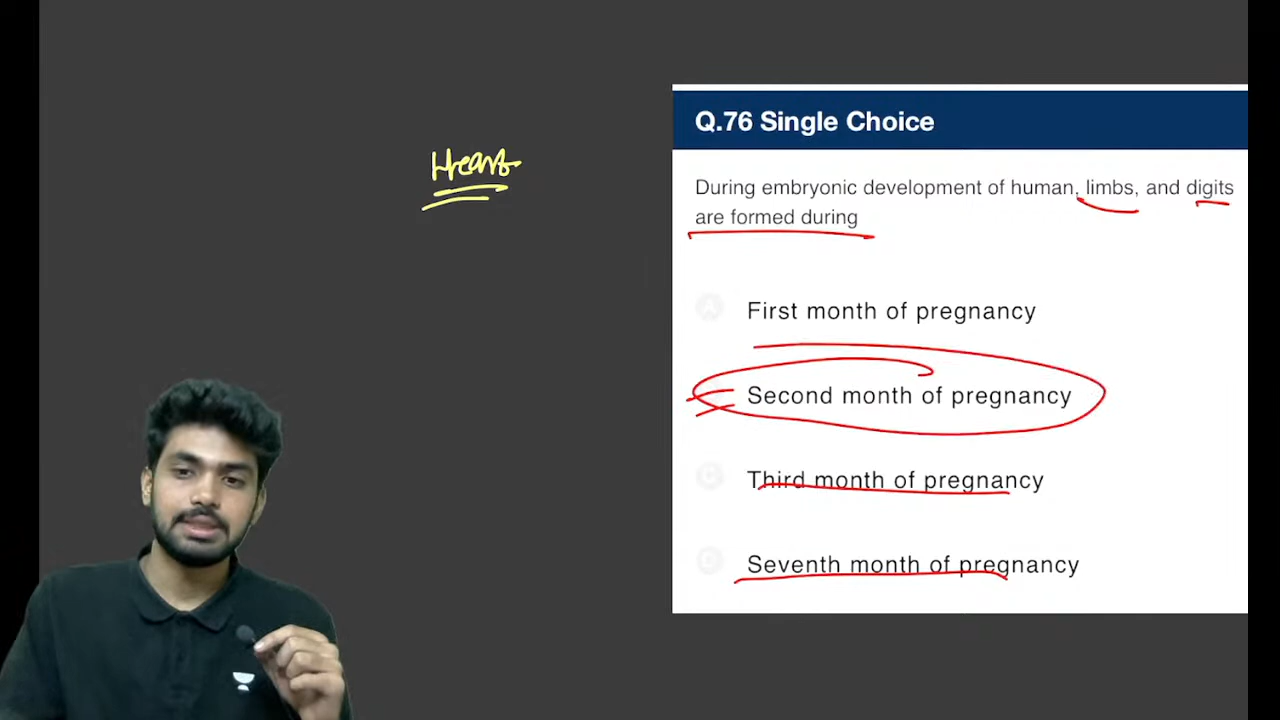 Heart
Q.76 Single Choice
During embryonic development of human, limbs, and digits
are formed during
A
First month of pregnancy
Second month of pregnancy
C
Third month of pregnancy
D
Seventh month of pregnancy